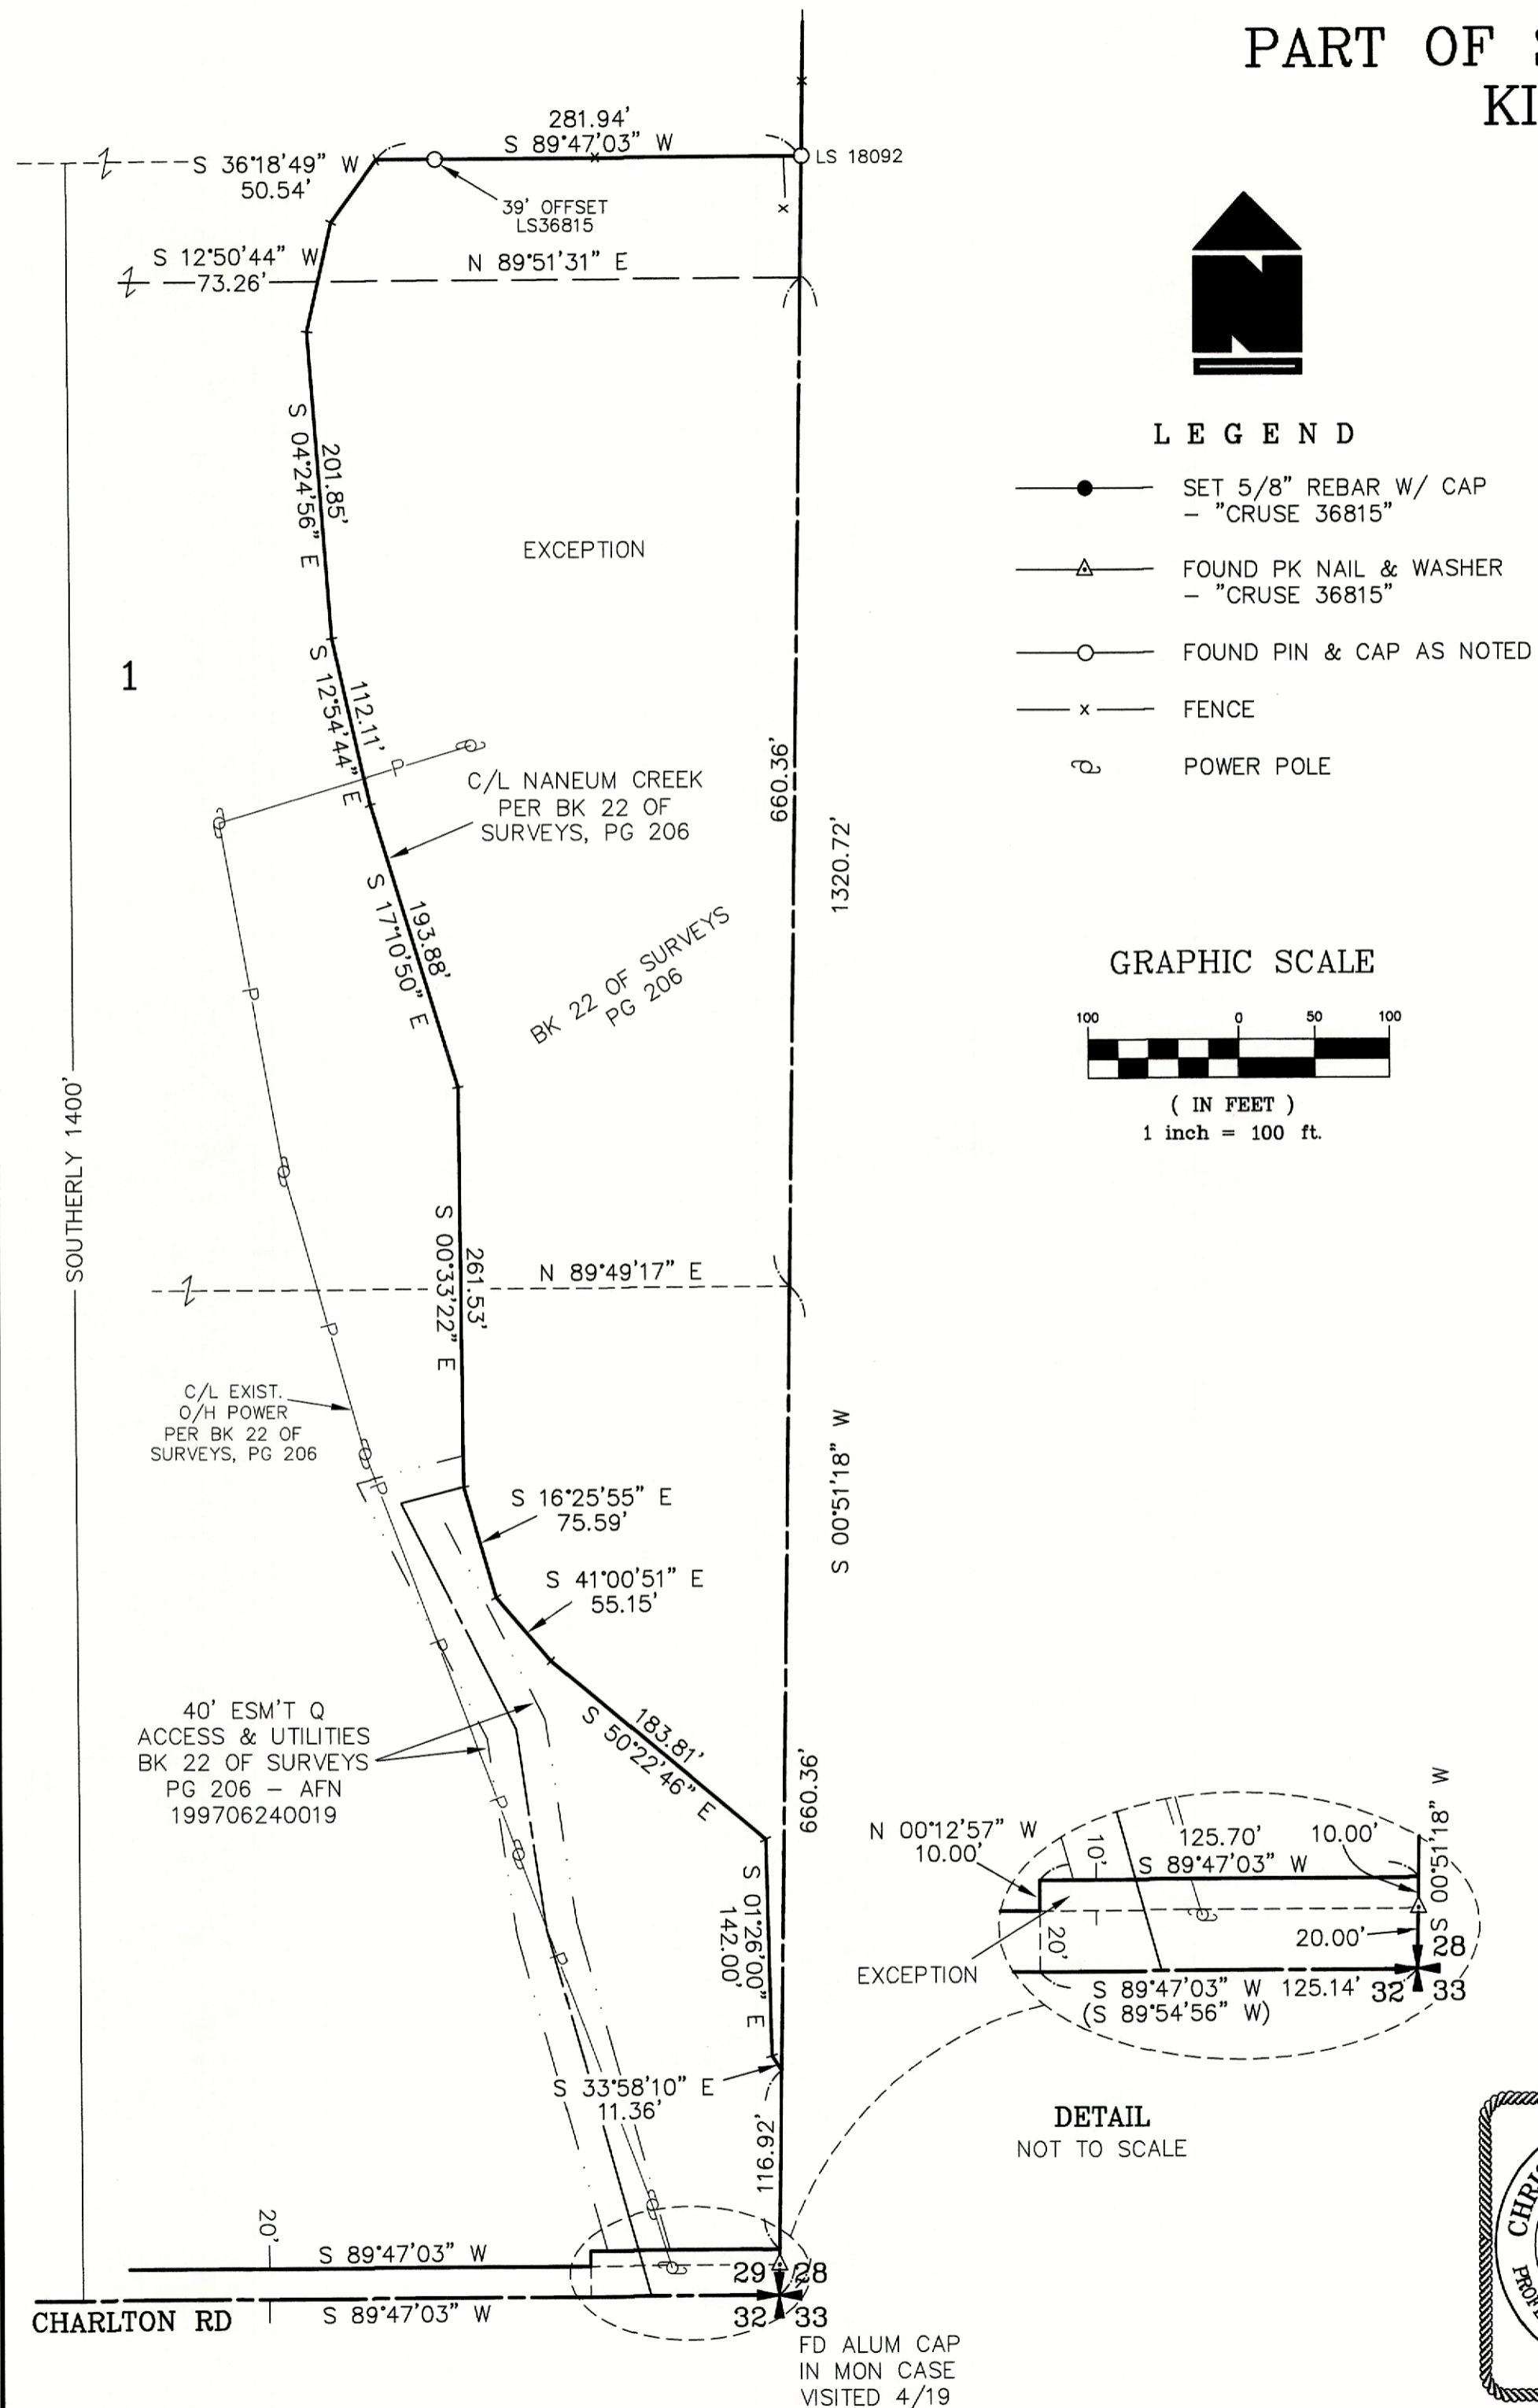 PART OF
KI
281.94'
S 89°47'03" W
S 36°18'49" W
50.54'
LS 18092
39' OFFSET
LS36815
S 12°50'44" W
73.26'
N 89°51'31" E
201.85'
S 04°24'56" E
EXCEPTION
1
112.11'
S 12°54'44" E
P
C/L NANEUM CREEK
PER BK 22 OF
SURVEYS, PG 206
660.36'
1320.72'
193.88'
S 17°10'50" E
P
BK 22 OF SURVEYS
PG 206
SOUTHERLY 1400'
261.53'
S 00°33'22" E
N 89°49'17" E
P
C/L EXIST.
O/H POWER
PER BK 22 OF
SURVEYS, PG 206
P
S 00°51'18" W
S 16°25'55" E
75.59'
S 41°00'51" E
55.15'
P
40' ESM'T Q
ACCESS & UTILITIES
BK 22 OF SURVEYS
PG 206 – AFN
199706240019
183.81'
S 50°22'46" E
660.36'
P
S 01°26'00" E
142.00'
P
S 33°58'10" E
11.36'
116.92'
20'
S 89°47'03" W
29 28
32 33
CHARLTON RD
S 89°47'03" W
FD ALUM CAP
IN MON CASE
VISITED 4/19
N
LEGEND
SET 5/8" REBAR W/ CAP
– "CRUSE 36815"
FOUND PK NAIL & WASHER
– "CRUSE 36815"
FOUND PIN & CAP AS NOTED
x FENCE
POWER POLE
GRAPHIC SCALE
100 0 50 100
( IN FEET )
1 inch = 100 ft.
N 00°12'57" W
10.00'
10'
125.70'
S 89°47'03" W
10.00'
S 00°51'18" W
20'
20.00'
28
EXCEPTION
S 89°47'03" W 125.14'
32 33
(S 89°54'56" W)
DETAIL
NOT TO SCALE
CHRIS
PROFE